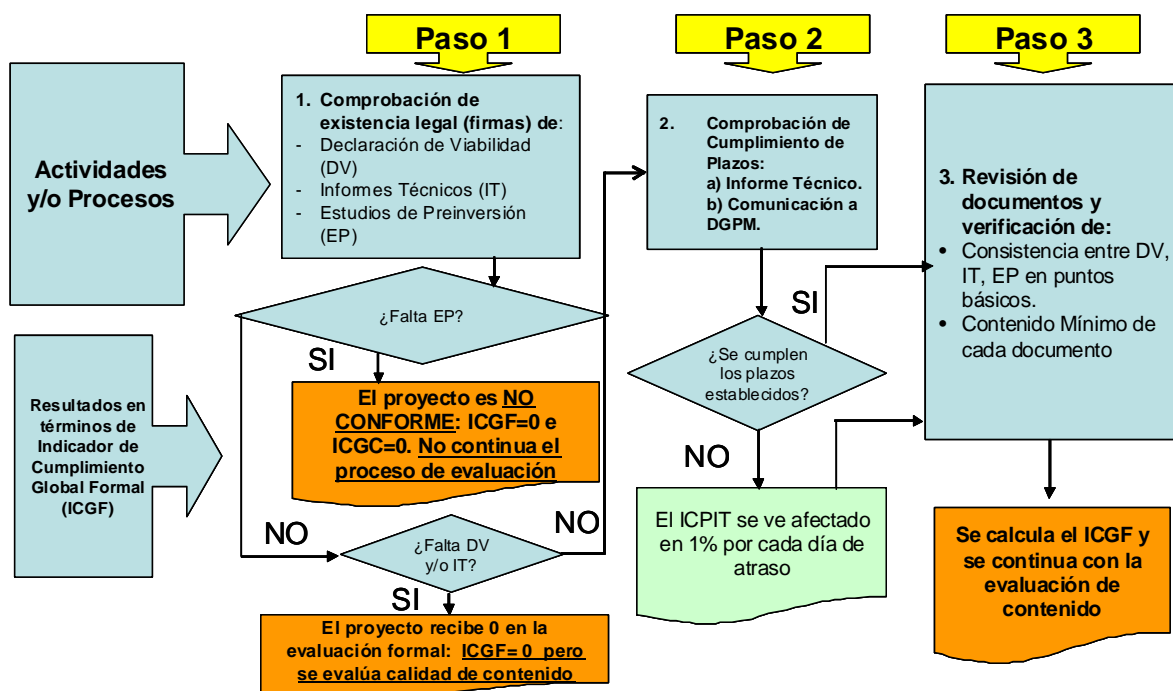 Paso 1
Paso 2
Paso 3
Actividades
y/o Procesos
1. Comprobación de
existencia legal (firmas) de:
- Declaración de Viabilidad
(DV)
- Informes Técnicos (IT)
- Estudios de Preinversión
(EP)
¿Falta EP?
SI
El proyecto es NO
CONFORME: ICGF=0 e
ICGC=0. No continua el
proceso de evaluación
NO
¿Falta DV
y/o IT?
NO
SI
El proyecto recibe 0 en la
evaluación formal: ICGF= 0 pero
se evalúa calidad de contenido
Resultados en
términos de
Indicador de
Cumplimiento
Global Formal
(ICGF)
2. Comprobación de
Cumplimiento de
Plazos:
a) Informe Técnico.
b) Comunicación a
DGPM.
SI
¿Se cumplen
los plazos
establecidos?
NO
El ICPIT se ve afectado
en 1% por cada día de
atraso
3. Revisión de
documentos y
verificación de:
• Consistencia entre DV,
IT, EP en puntos
básicos.
• Contenido Mínimo de
cada documento
Se calcula el ICGF y
se continua con la
evaluación de
contenido